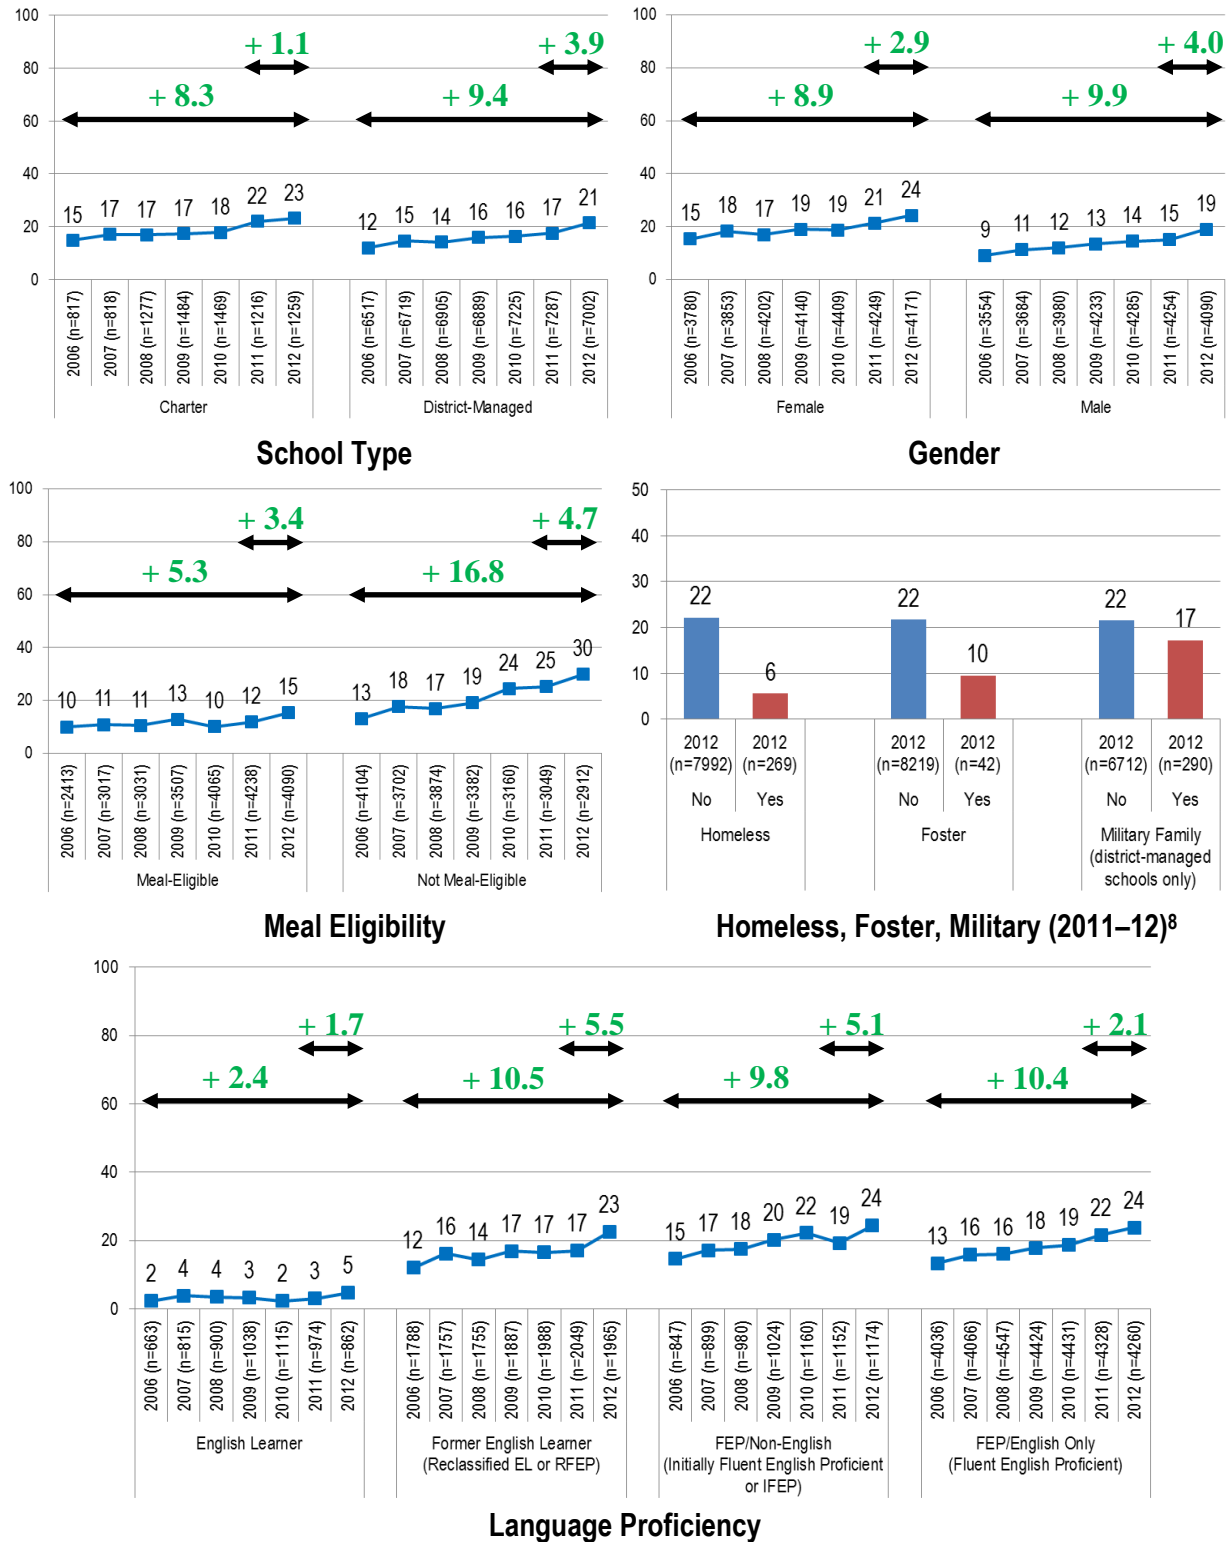 100
80
60
40
20
0
+ 1.1
+ 3.9
+ 8.3
+ 9.4
15
17
17
17
18
22
23
12
15
14
16
16
17
21
2006 (n=817)
2007 (n=818)
2008 (n=1277)
2009 (n=1484)
2010 (n=1469)
2011 (n=1216)
2012 (n=1259)
2006 (n=6517)
2007 (n=6719)
2008 (n=6905)
2009 (n=6889)
2010 (n=7225)
2011 (n=7287)
2012 (n=7002)
Charter
District-Managed
School Type
100
80
60
40
20
0
+ 2.9
+ 4.0
+ 8.9
+ 9.9
15
18
17
19
19
21
24
9
11
12
13
14
15
19
2006 (n=3780)
2007 (n=3853)
2008 (n=4202)
2009 (n=4140)
2010 (n=4409)
2011 (n=4249)
2012 (n=4171)
2006 (n=3554)
2007 (n=3684)
2008 (n=3980)
2009 (n=4233)
2010 (n=4285)
2011 (n=4254)
2012 (n=4090)
Female
Male
Gender
100
80
60
40
20
0
+ 3.4
+ 4.7
+ 5.3
+ 16.8
10
11
11
13
10
12
15
13
18
17
19
24
25
30
2006 (n=2413)
2007 (n=3017)
2008 (n=3031)
2009 (n=3507)
2010 (n=4065)
2011 (n=4238)
2012 (n=4090)
2006 (n=4104)
2007 (n=3702)
2008 (n=3874)
2009 (n=3382)
2010 (n=3160)
2011 (n=3049)
2012 (n=2912)
Meal-Eligible
Not Meal-Eligible
Meal Eligibility
50
40
30
20
10
0
22
6
22
10
22
17
2012
(n=7992)
2012
(n=269)
2012
(n=8219)
2012
(n=42)
2012
(n=6712)
2012
(n=290)
No
Yes
No
Yes
No
Yes
Homeless
Foster
Military Family
(district-managed
schools only)
Homeless, Foster, Military (2011–12)8
100
80
60
40
20
0
+ 1.7
+ 5.5
+ 5.1
+ 2.1
+ 2.4
+ 10.5
+ 9.8
+ 10.4
2
4
4
3
2
3
5
12
16
14
17
17
17
23
15
17
18
20
22
19
24
13
16
16
18
19
22
24
2006 (n=663)
2007 (n=815)
2008 (n=900)
2009 (n=1038)
2010 (n=1115)
2011 (n=974)
2012 (n=862)
2006 (n=1788)
2007 (n=1757)
2008 (n=1755)
2009 (n=1887)
2010 (n=1988)
2011 (n=2049)
2012 (n=1965)
2006 (n=847)
2007 (n=899)
2008 (n=980)
2009 (n=1024)
2010 (n=1160)
2011 (n=1152)
2012 (n=1174)
2006 (n=4036)
2007 (n=4066)
2008 (n=4547)
2009 (n=4424)
2010 (n=4431)
2011 (n=4328)
2012 (n=4260)
English Learner
Former English Learner
(Reclassified EL or RFEP)
FEP/Non-English
(Initially Fluent English Proficient
or IFEP)
FEP/English Only
(Fluent English Proficient)
Language Proficiency